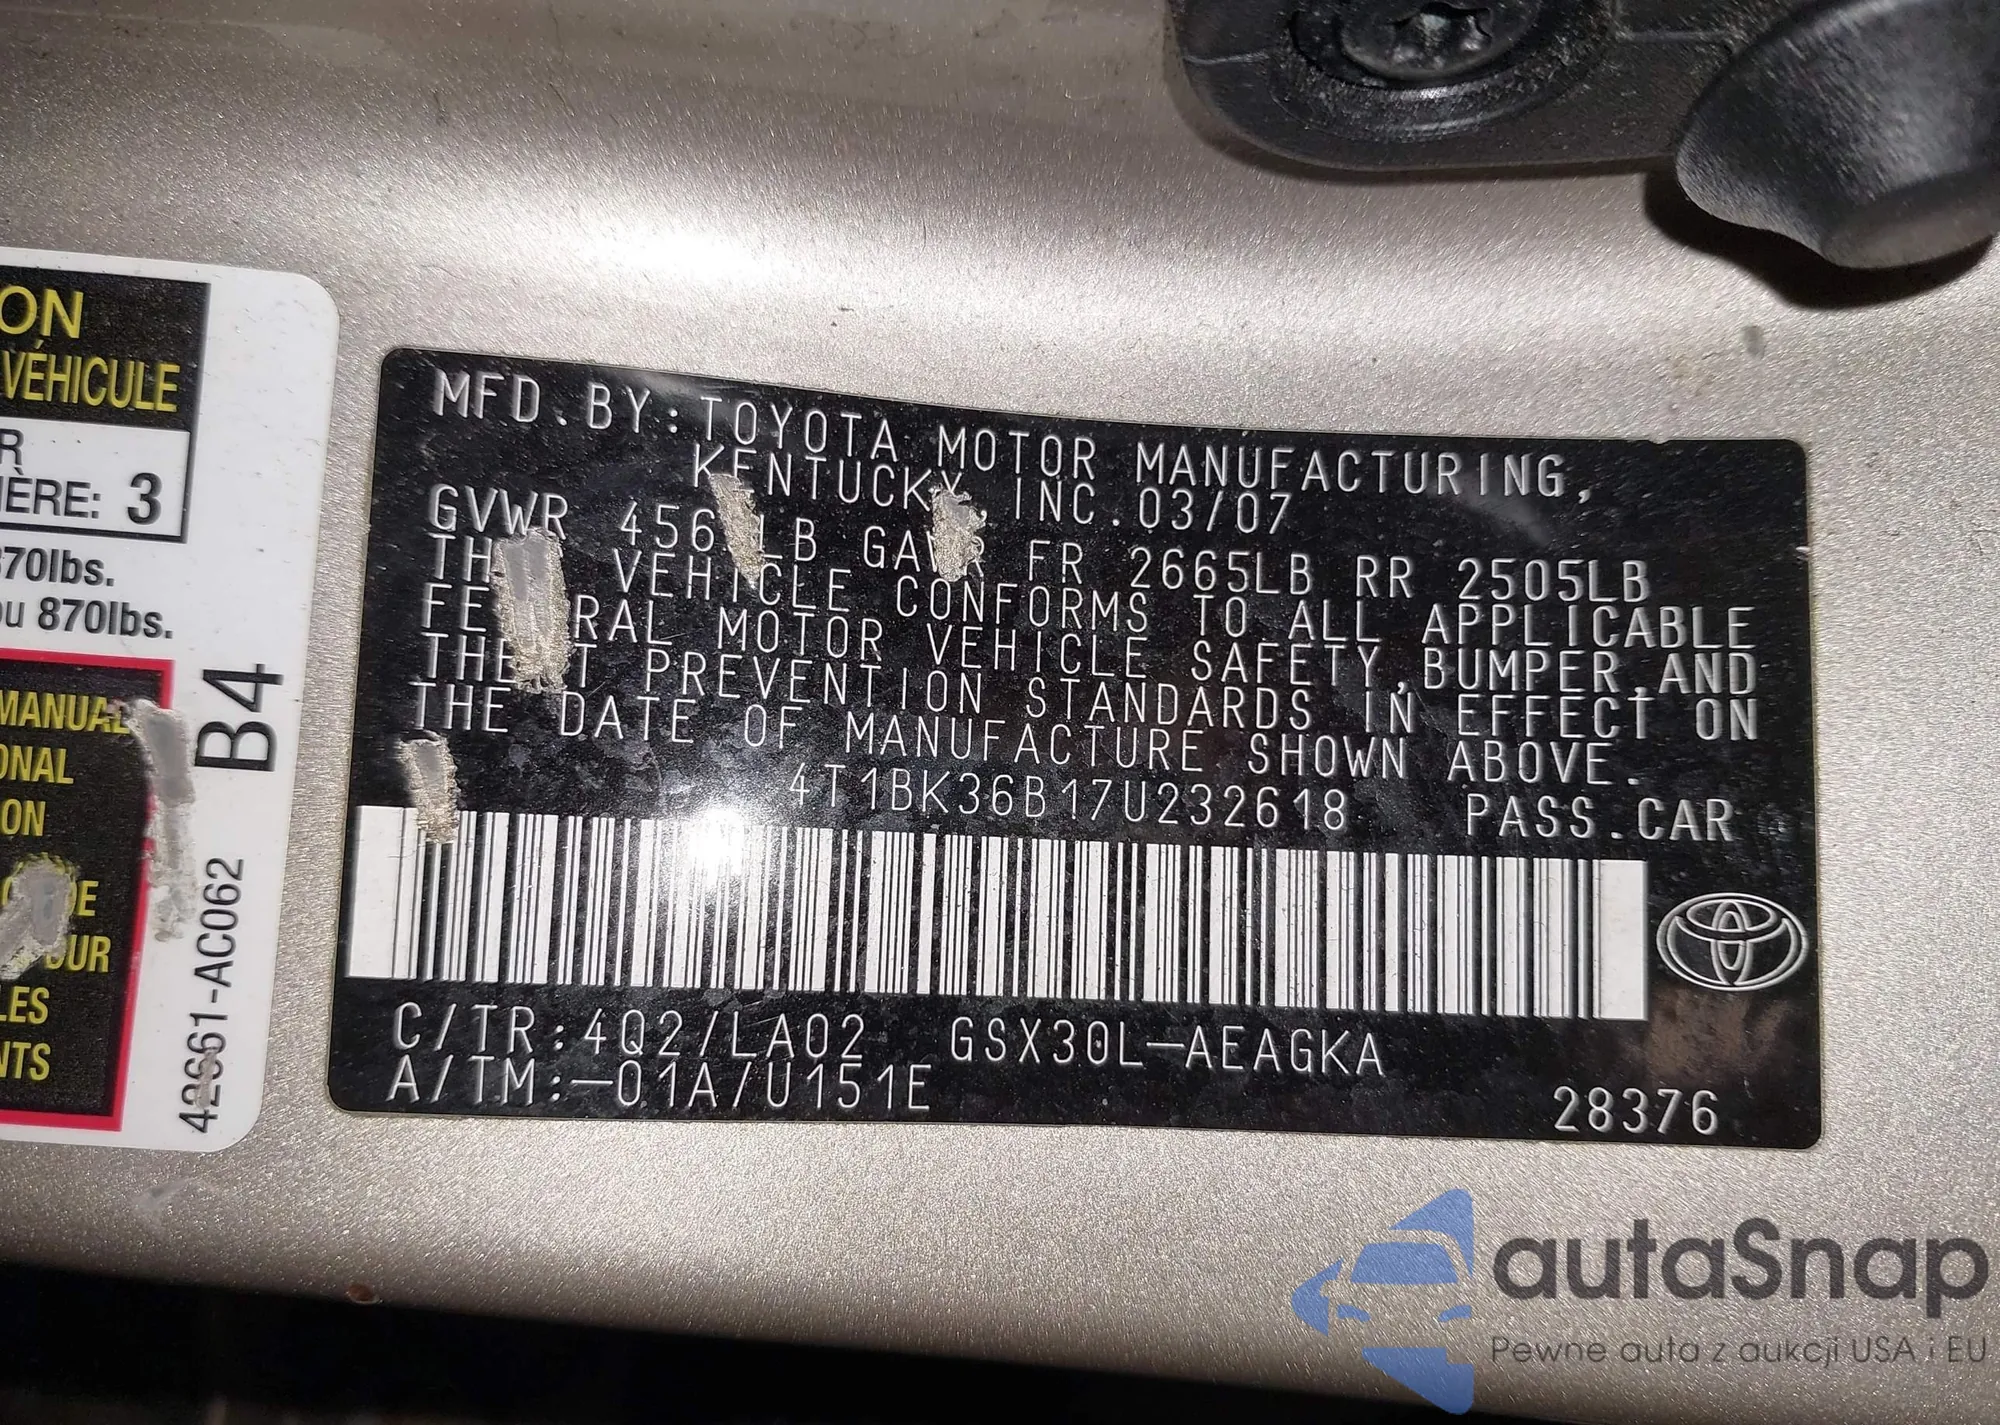 ON
VÉHICULE
R
IÈRE: 3
870lbs.
ou 870lbs.
MANUAL
ONAL
ON
DE
OUR
LES
NTS
B4
42661-AC062
MFD.BY:TOYOTA MOTOR MANUFACTURING,
KENTUCKY, INC.03/07
GVWR LB GAWR FR 2665LB RR 2505LB
VEHICLE CONFORMS TO ALL APPLICABLE
FEDERAL MOTOR VEHICLE SAFETY,BUMPER,AND
THEFT PREVENTION STANDARDS IN EFFECT ON
THE DATE OF MANUFACTURE SHOWN ABOVE.
4T1BK36B17U232618 PASS.CAR
C/TR:4Q2/LA02 GSX30L-AEAGKA
A/TM:-01A/U151E
28376
autaSnap
Pewne auta z aukcji USA i EU